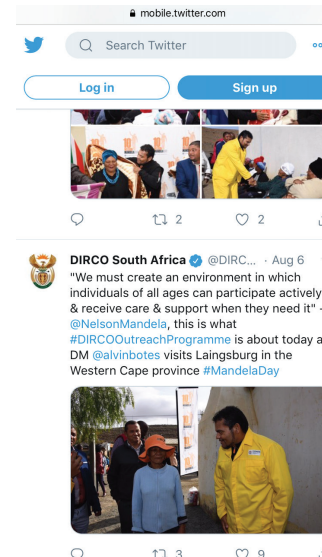 mobile.twitter.com
Search Twitter
Log in
Sign up
10
10
2
2
DIRCO South Africa @DIRC... · Aug 6
"We must create an environment in which
individuals of all ages can participate actively
& receive care & support when they need it" -
@NelsonMandela, this is what
#DIRCOOutreachProgramme is about today a
DM @alvinbotes visits Laingsburg in the
Western Cape province #MandelaDay
3
9